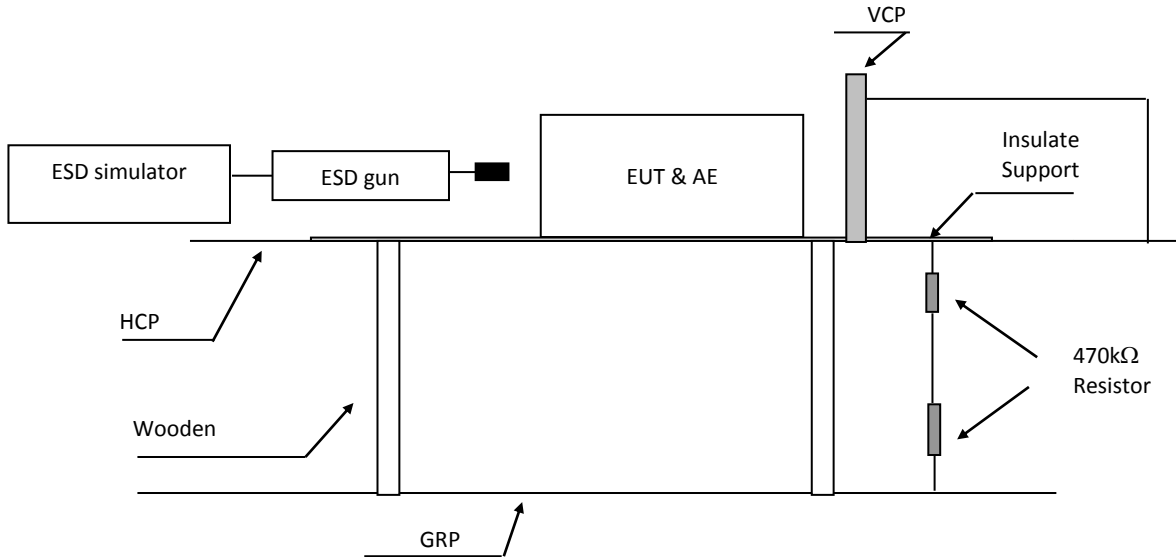 VCP
Insulate
Support
ESD simulator
ESD gun
EUT & AE
HCP
470kΩ
Resistor
Wooden
GRP